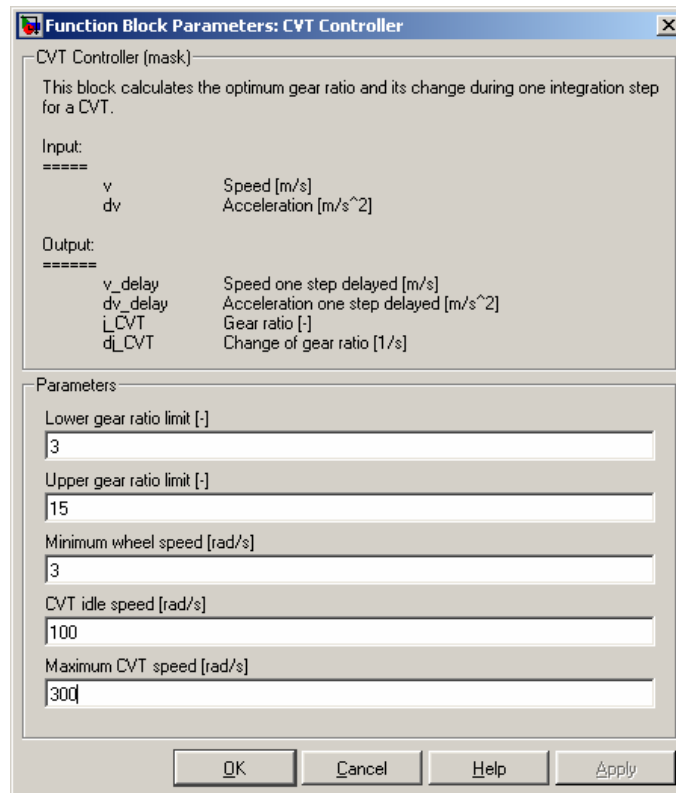 Function Block Parameters: CVT Controller
CVT Controller (mask)
This block calculates the optimum gear ratio and its change during one integration step
for a CVT.
Input:
=====
v Speed [m/s]
dv Acceleration [m/s^2]
Output:
======
v_delay Speed one step delayed [m/s]
dv_delay Acceleration one step delayed [m/s^2]
j_CVT Gear ratio [-]
dj_CVT Change of gear ratio [1/s]
Parameters
Lower gear ratio limit [-]
3
Upper gear ratio limit [-]
15
Minimum wheel speed [rad/s]
3
CVT idle speed [rad/s]
100
Maximum CVT speed [rad/s]
300
OK Cancel Help Apply